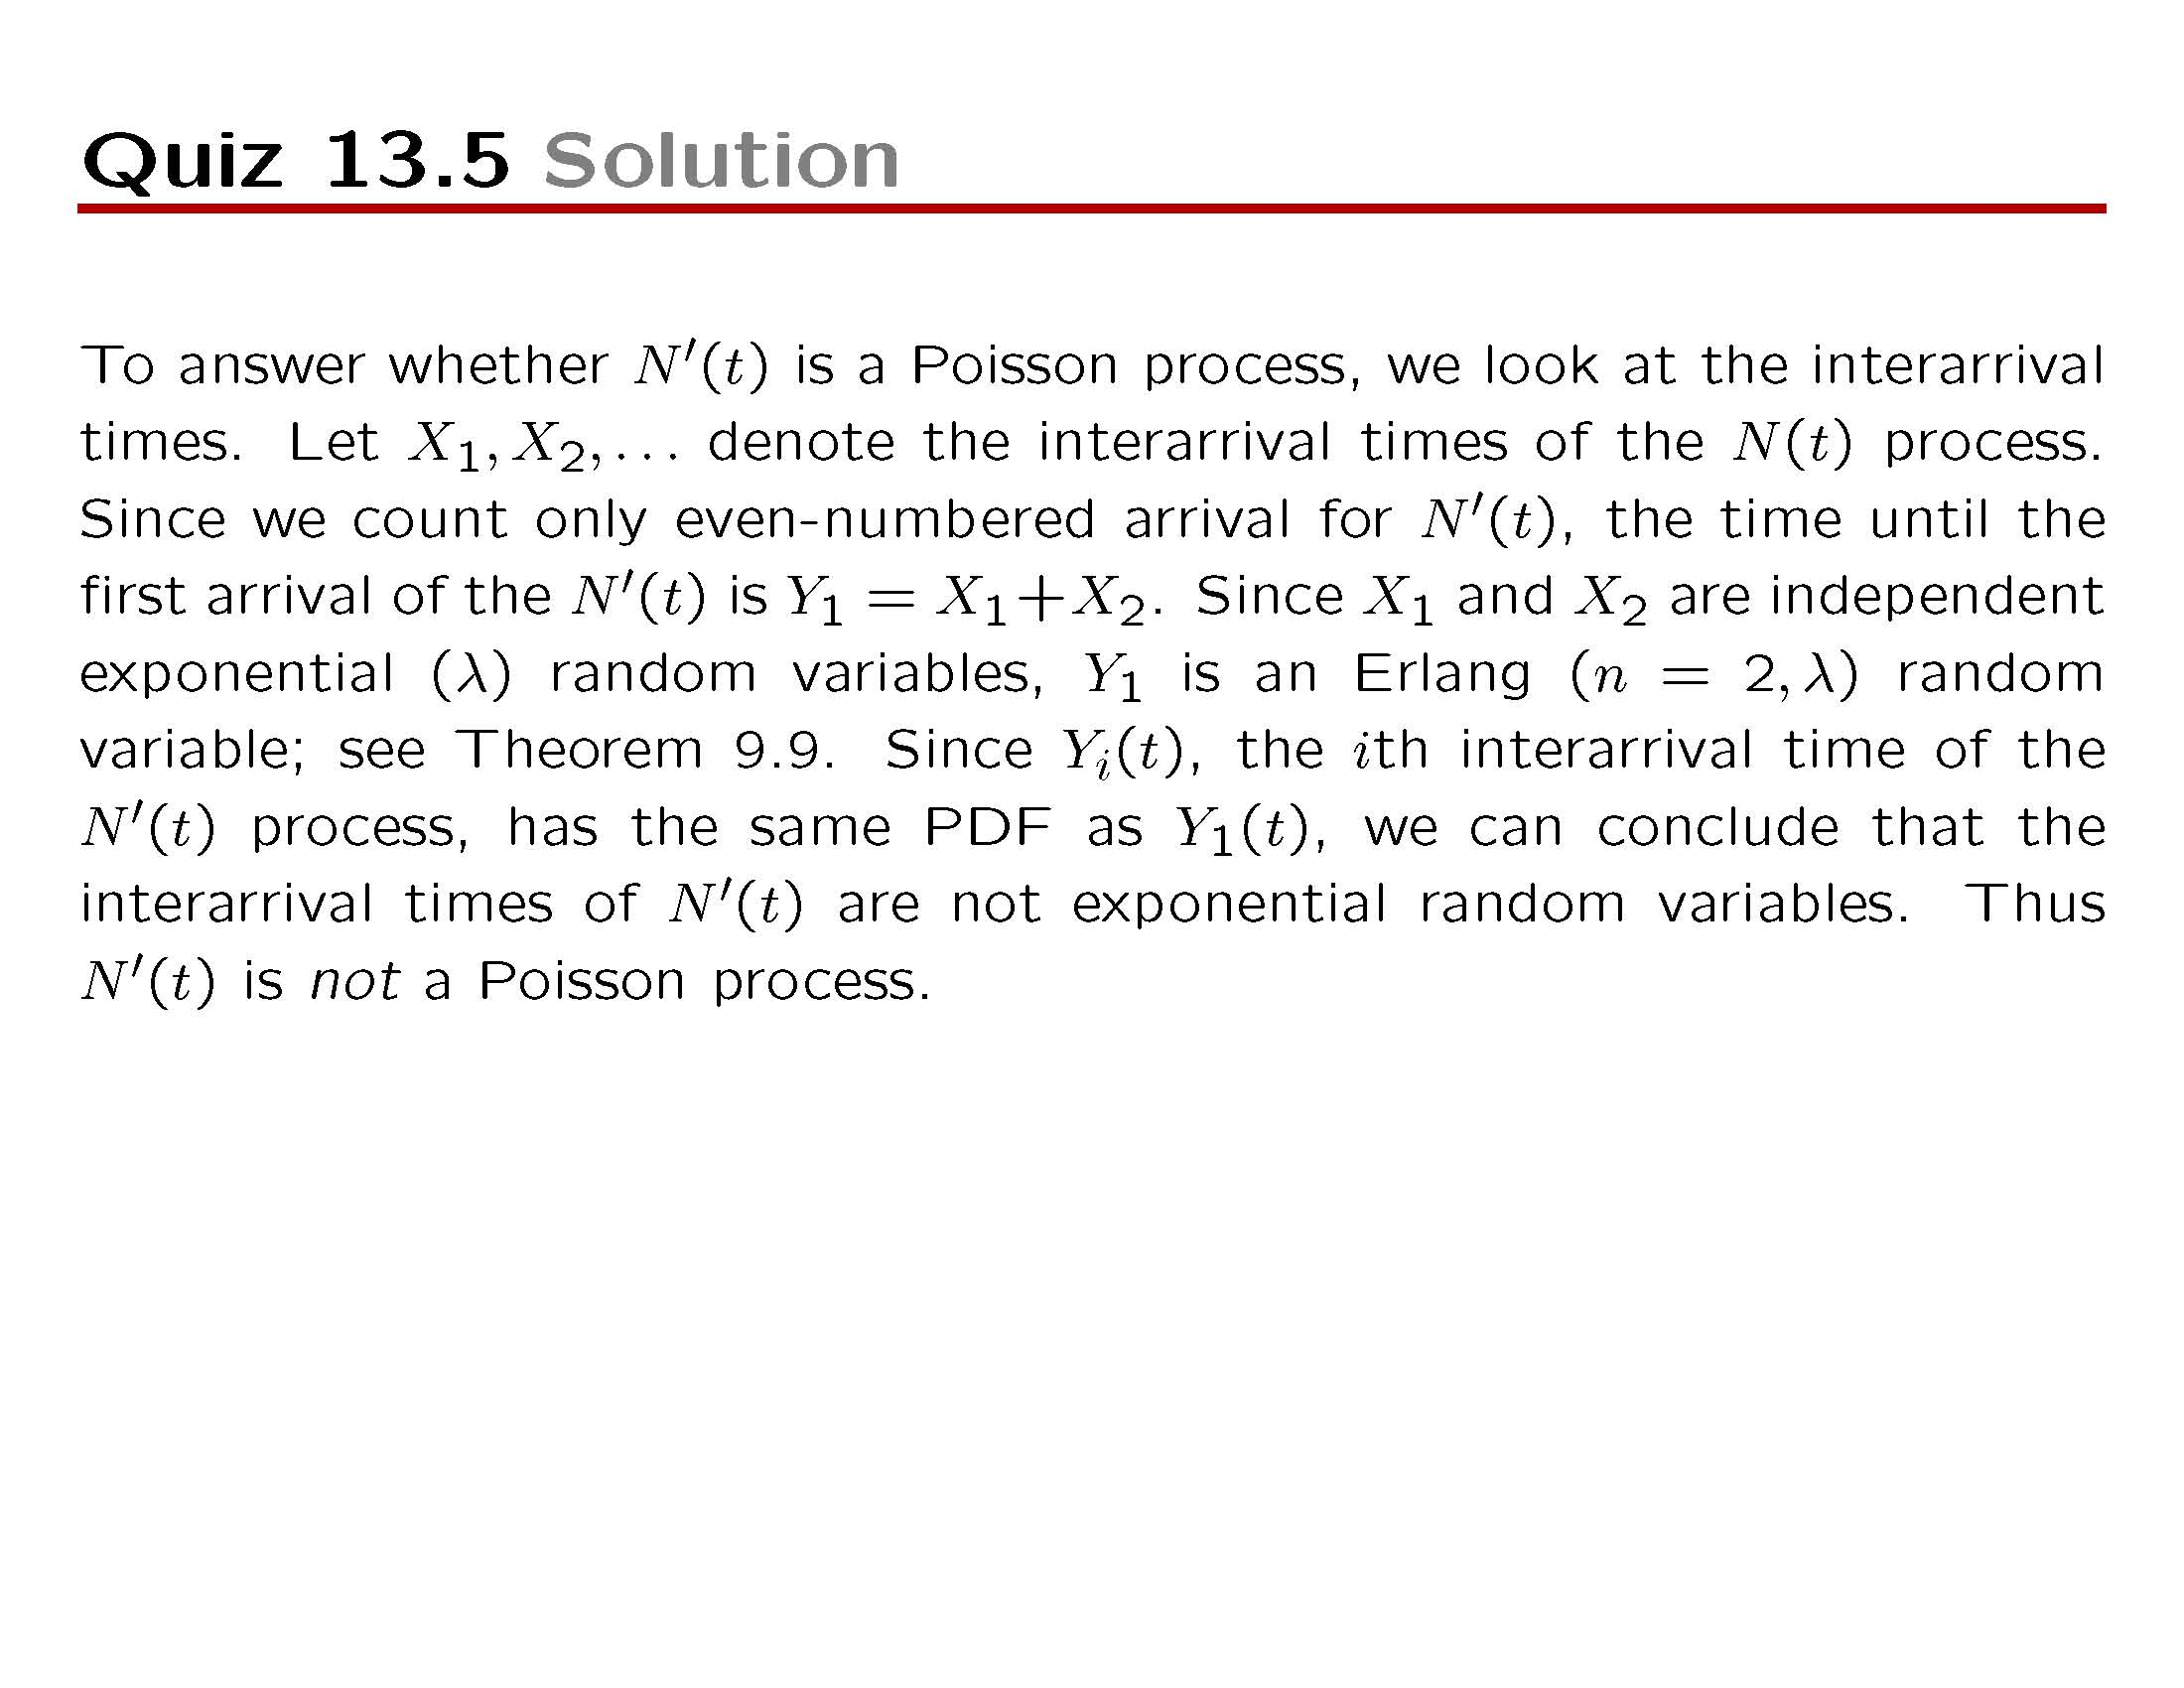 Quiz 13.5 Solution
To answer whether N′(t) is a Poisson process, we look at the interarrival
times. Let X₁, X₂, . . . denote the interarrival times of the N(t) process.
Since we count only even-numbered arrival for N′(t), the time until the
first arrival of the N′(t) is Y₁ = X₁+X₂. Since X₁ and X₂ are independent
exponential (λ) random variables, Y₁ is an Erlang (n = 2, λ) random
variable; see Theorem 9.9. Since Yᵢ(t), the ith interarrival time of the
N′(t) process, has the same PDF as Y₁(t), we can conclude that the
interarrival times of N′(t) are not exponential random variables. Thus
N′(t) is not a Poisson process.